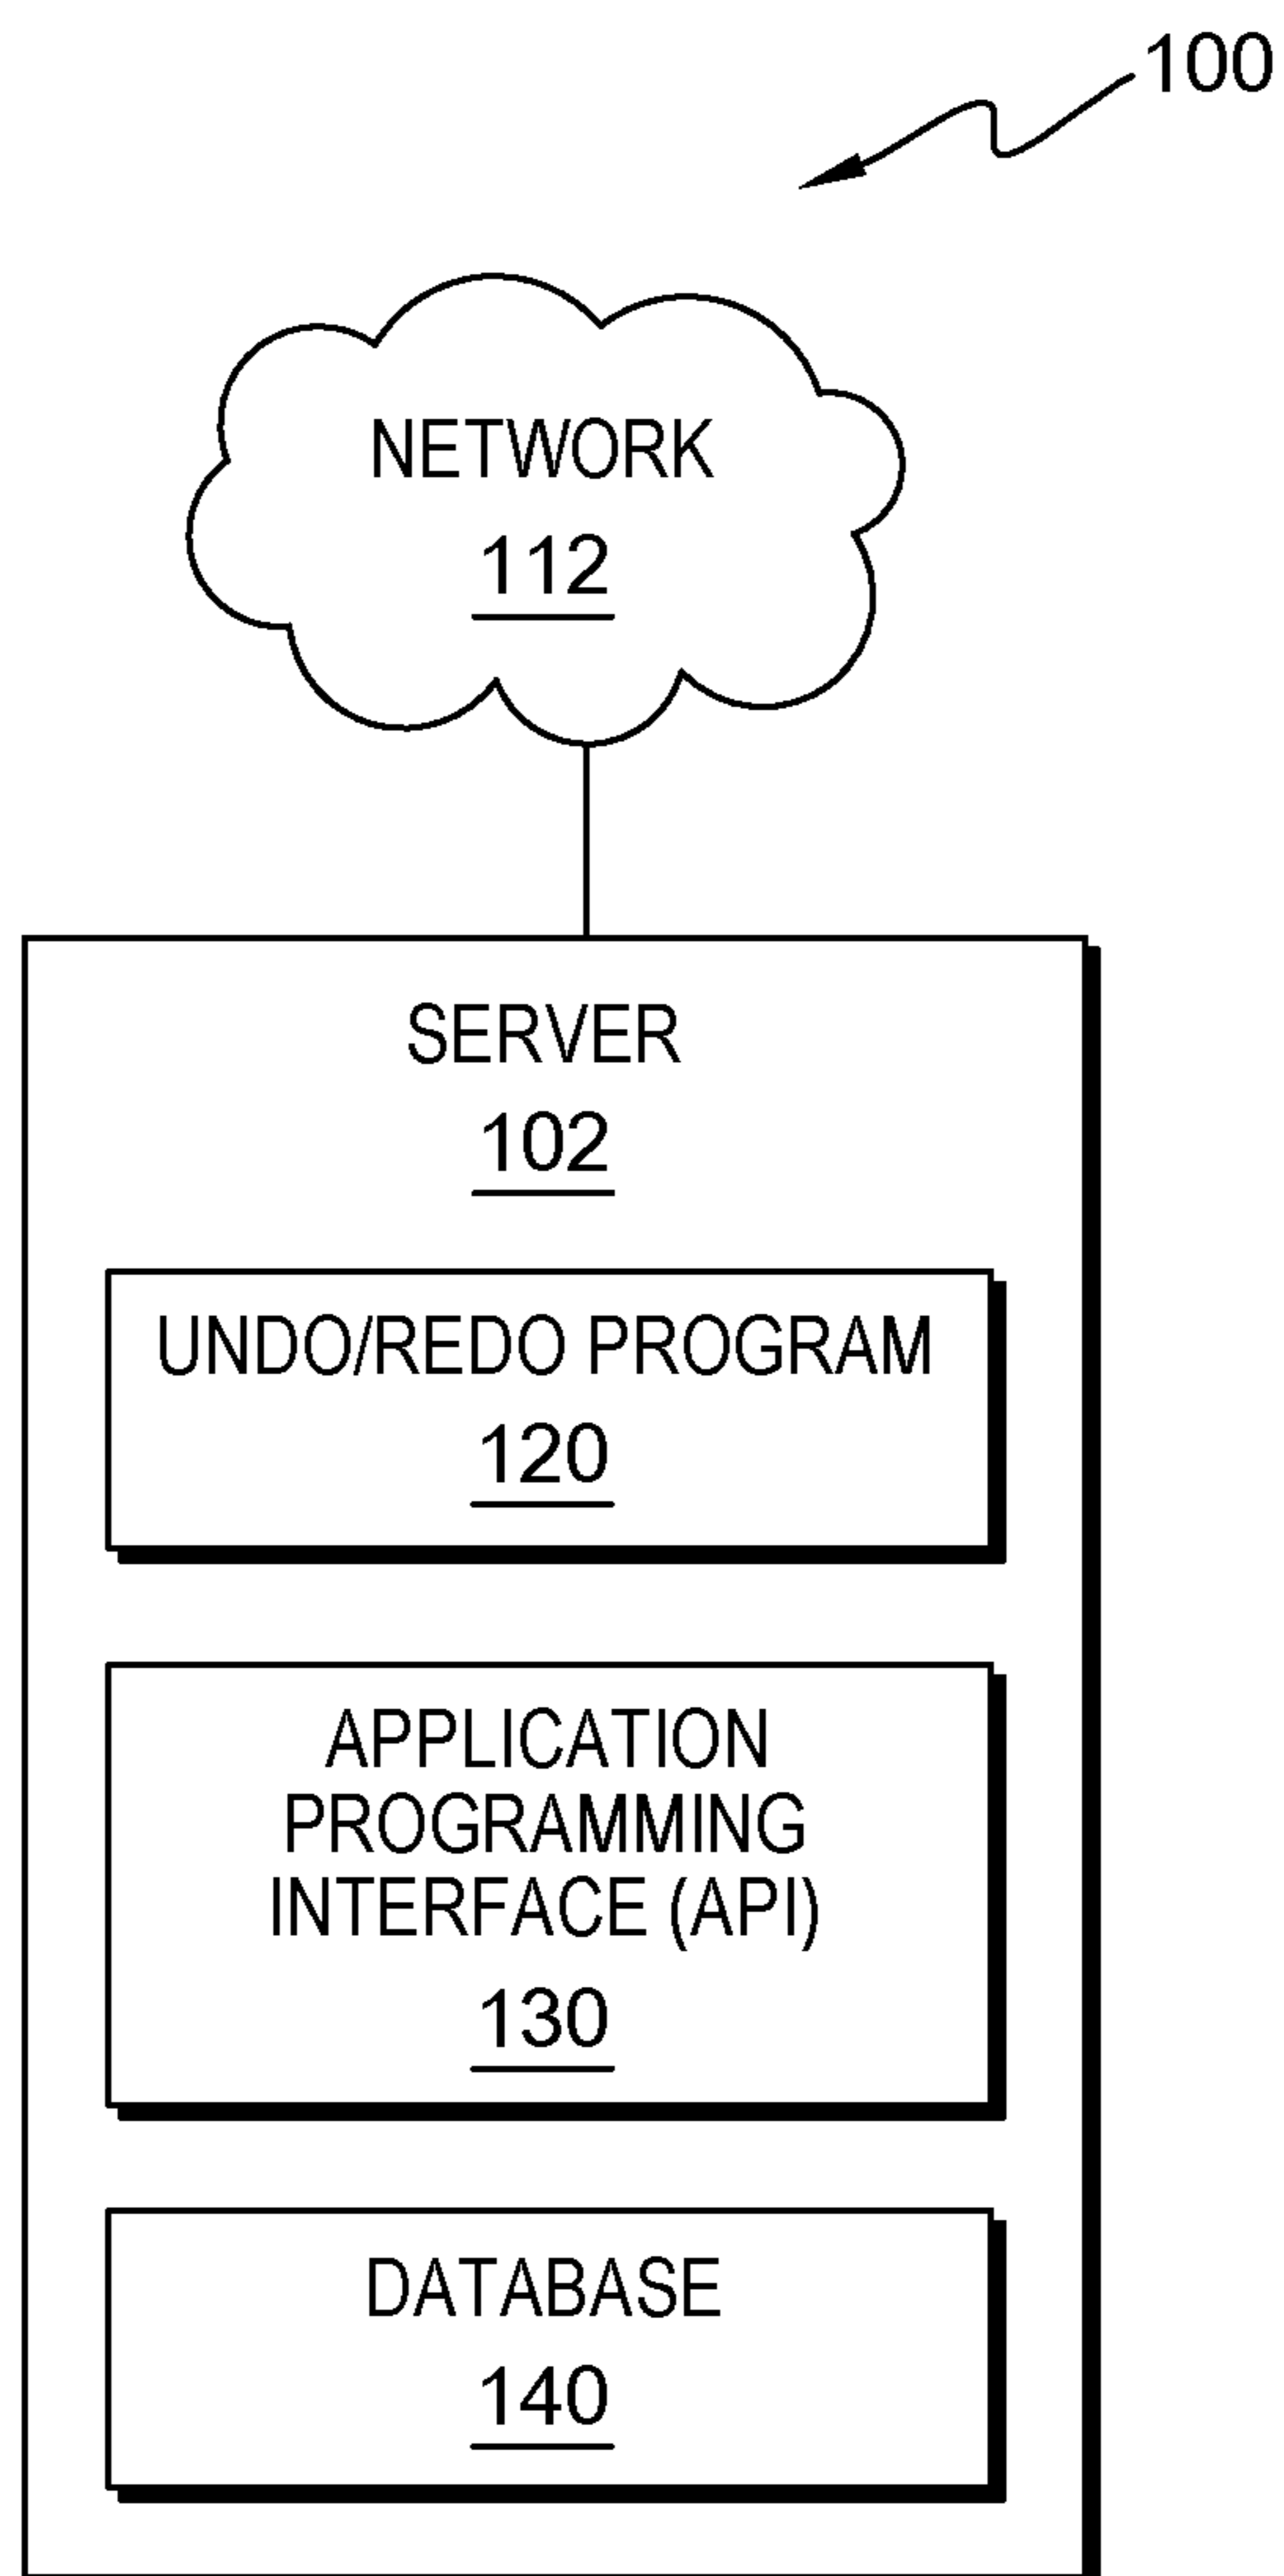 100
NETWORK
112
SERVER
102
UNDO/REDO PROGRAM
120
APPLICATION
PROGRAMMING
INTERFACE (API)
130
DATABASE
140